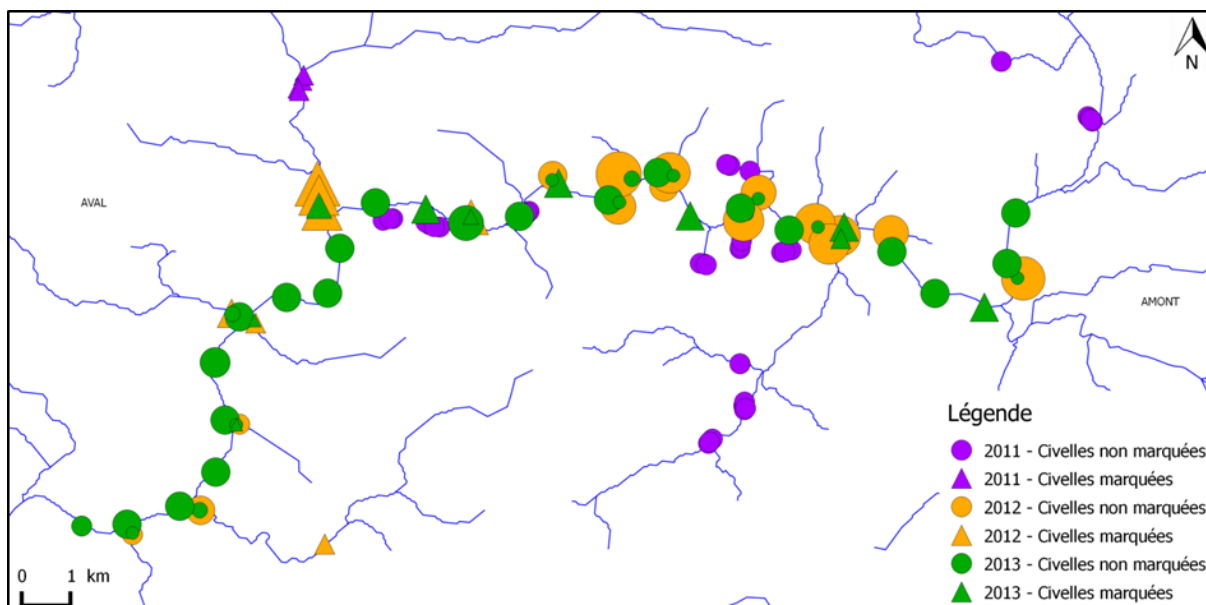 N
AVAL
AMONT
Légende
2011 - Civelles non marquées
2011 - Civelles marquées
2012 - Civelles non marquées
2012 - Civelles marquées
2013 - Civelles non marquées
2013 - Civelles marquées
0 1 km